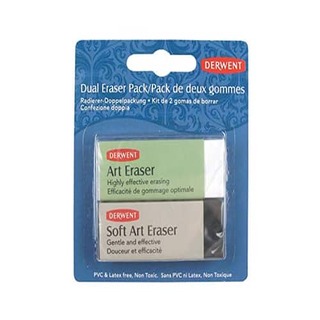 DERWENT
Dual Eraser Pack/Pack de deux gommes
Radierer-Doppelpackung • Kit de 2 gomas de borrar
Confezione doppia
DERWENT
Art Eraser
Highly effective erasing
Efficacité de gommage optimale
DERWENT
Soft Art Eraser
Gentle and effective
Douceur et efficacité
PVC & Latex free, Non Toxic. Sans PVC ni Latex, Non Toxique.